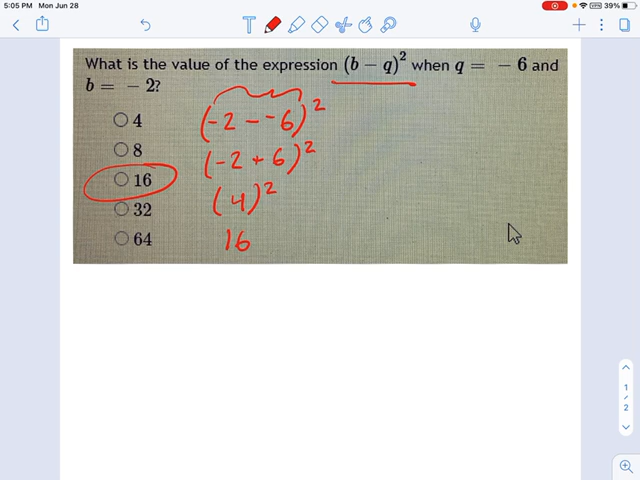 5:05 PM Mon Jun 28
VPN 39%
T
What is the value of the expression (b − q)² when q = − 6 and
b = − 2?
4
8
16
32
64
(-2 - -6)²
(-2 + 6)²
(4)²
16
1
/
2